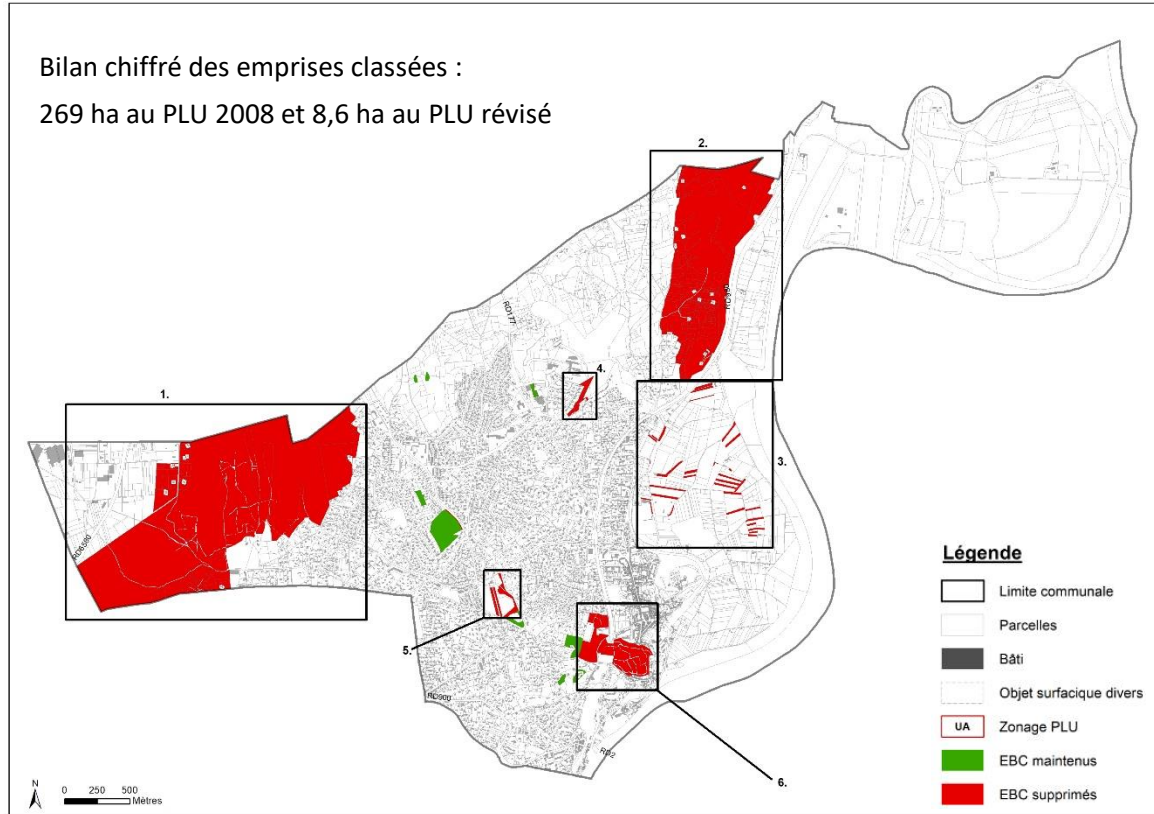 Bilan chiffré des emprises classées :
269 ha au PLU 2008 et 8,6 ha au PLU révisé
2.
RD177
4.
1.
3.
RD6580
5.
RD900
RD2
6.
Légende
Limite communale
Parcelles
Bâti
Objet surfacique divers
UA Zonage PLU
EBC maintenus
EBC supprimés
N
0 250 500
Mètres